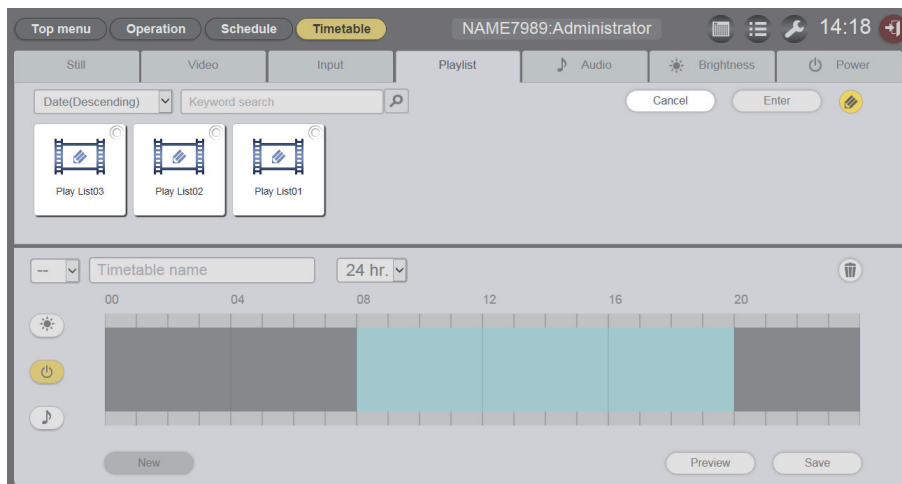 Top menu Operation Schedule Timetable NAME7989:Administrator 14:18
Still Video Input Playlist Audio Brightness Power
Date(Descending) Keyword search Cancel Enter
Play List03 Play List02 Play List01
-- Timetable name 24 hr.
00 04 08 12 16 20
New Preview Save